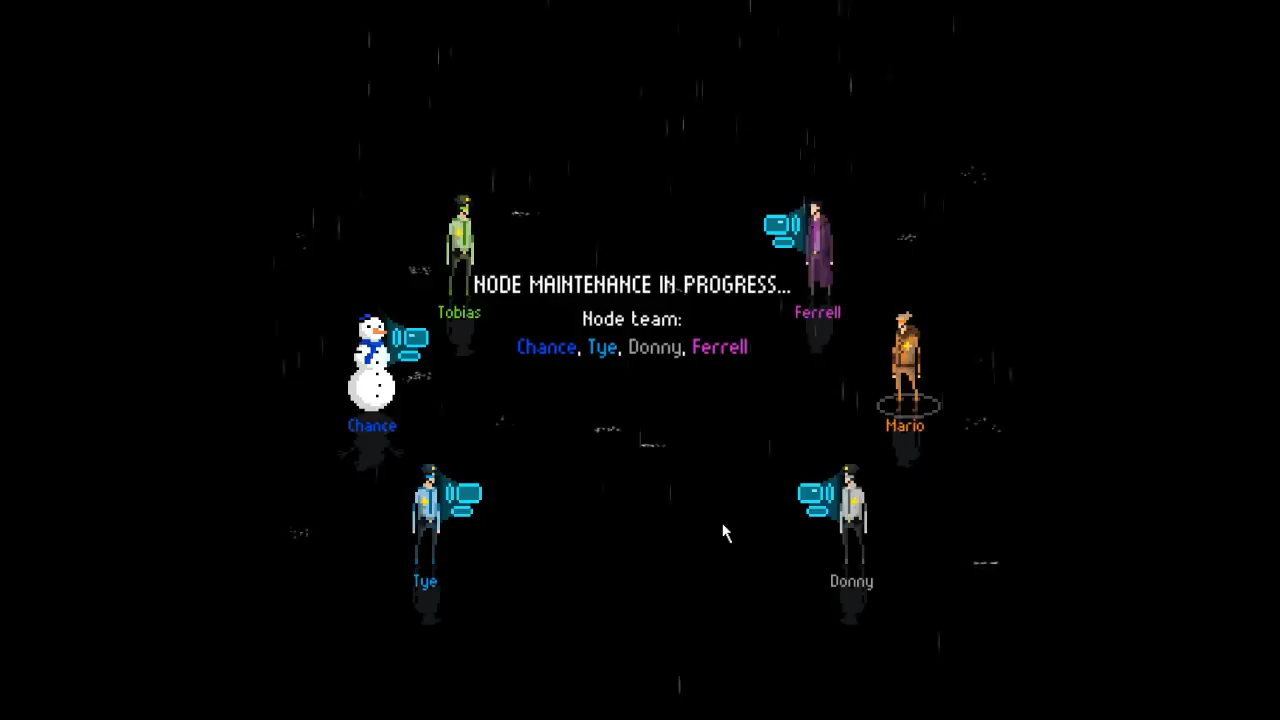 NODE MAINTENANCE IN PROGRESS...
Tobias
Ferrell
Node team:
Chance, Tye, Donny, Ferrell
Chance
Mario
Tye
Donny